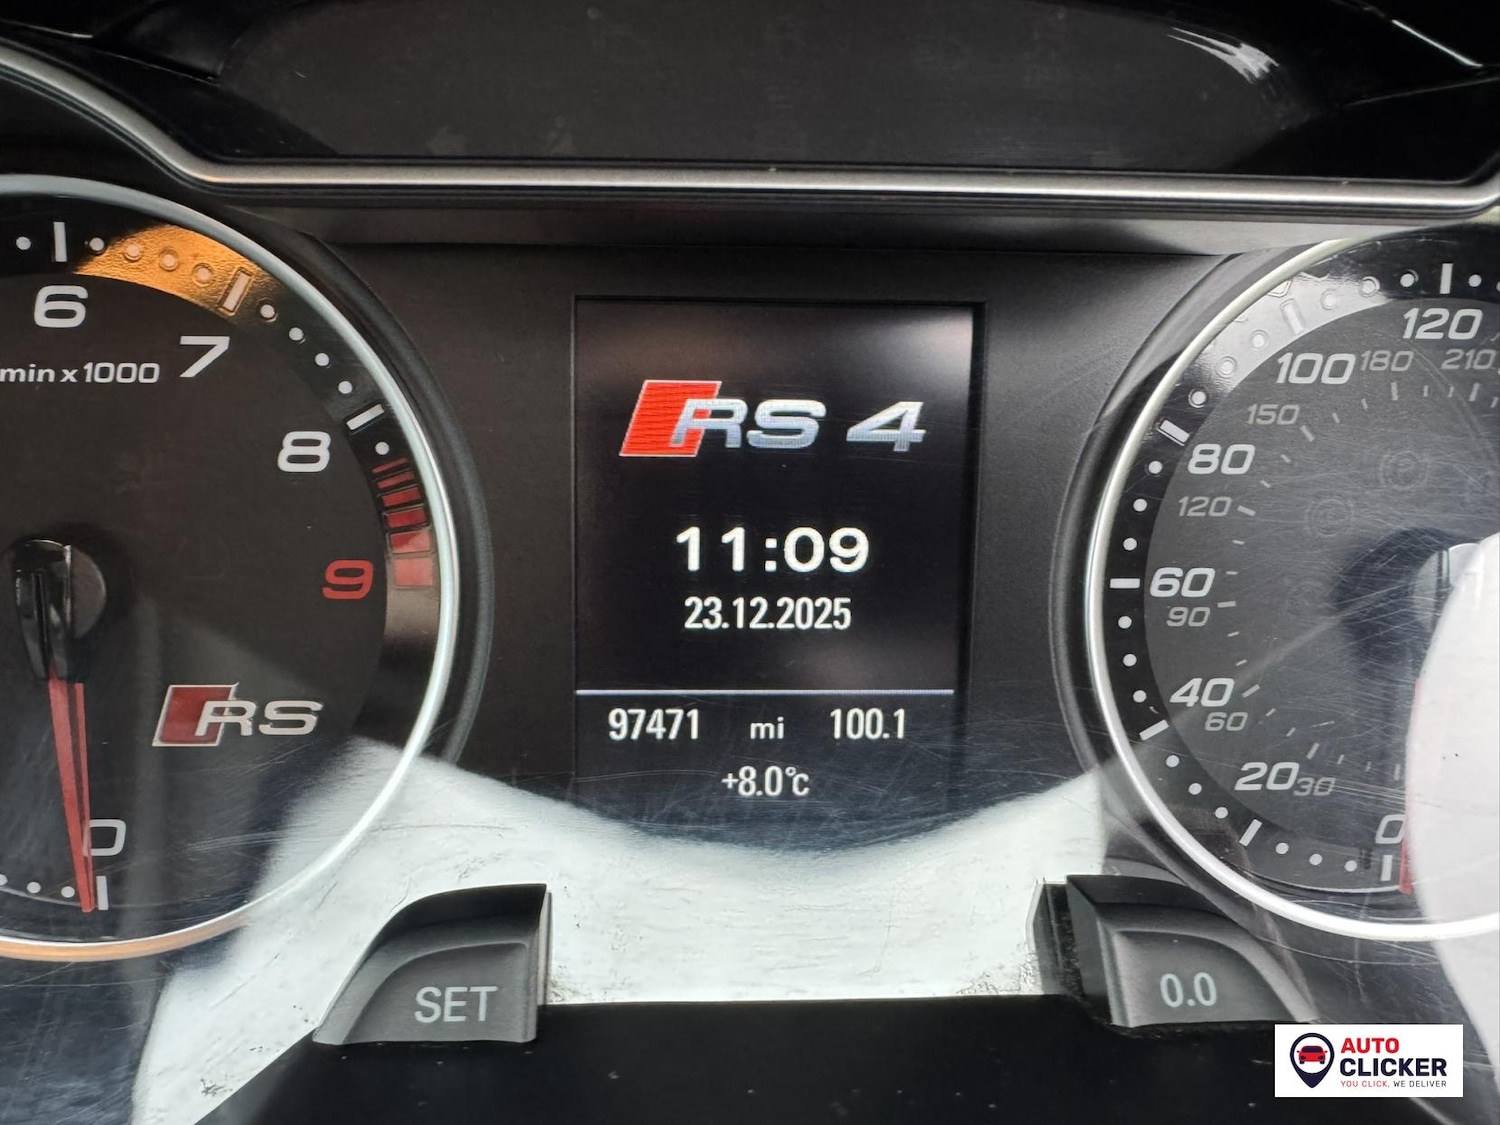 6
min x 1000
7
8
9
RS
0
RS 4
11:09
23.12.2025
97471 mi 100.1
+8.0°c
120
100 180 210
150
80
120
60
90
40
60
20 30
0
SET
0.0
AUTO
CLICKER
YOU CLICK, WE DELIVER